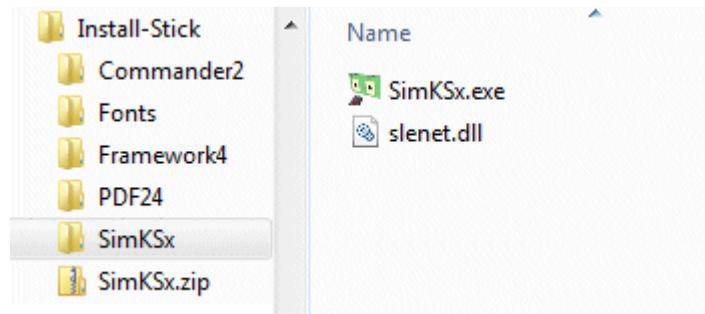 Install-Stick
Commander2
Fonts
Framework4
PDF24
SimKSx
SimKSx.zip
Name
SimKSx.exe
slenet.dll